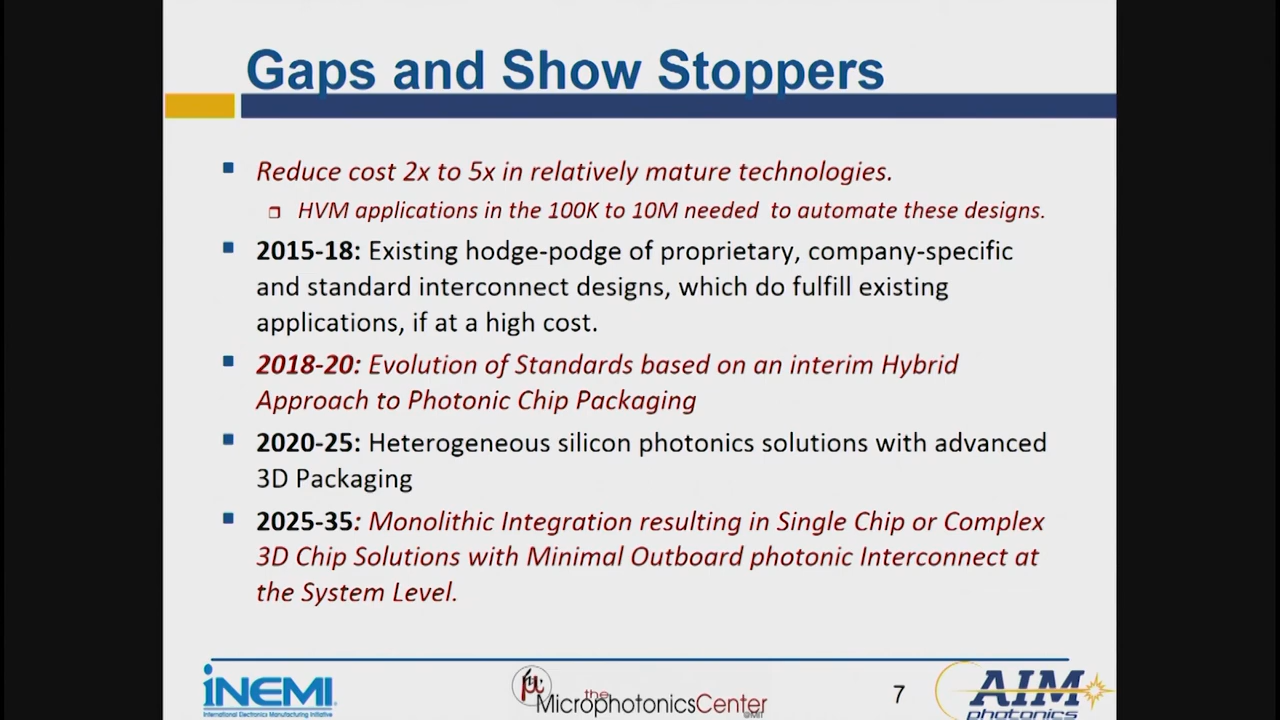 Gaps and Show Stoppers
Reduce cost 2x to 5x in relatively mature technologies.
HVM applications in the 100K to 10M needed to automate these designs.
2015-18: Existing hodge-podge of proprietary, company-specific
and standard interconnect designs, which do fulfill existing
applications, if at a high cost.
2018-20: Evolution of Standards based on an interim Hybrid
Approach to Photonic Chip Packaging
2020-25: Heterogeneous silicon photonics solutions with advanced
3D Packaging
2025-35: Monolithic Integration resulting in Single Chip or Complex
3D Chip Solutions with Minimal Outboard photonic Interconnect at
the System Level.
iNEMI
International Electronics Manufacturing Initiative
μ
the
MicrophotonicsCenter
@MIT
7
AIM
photonics